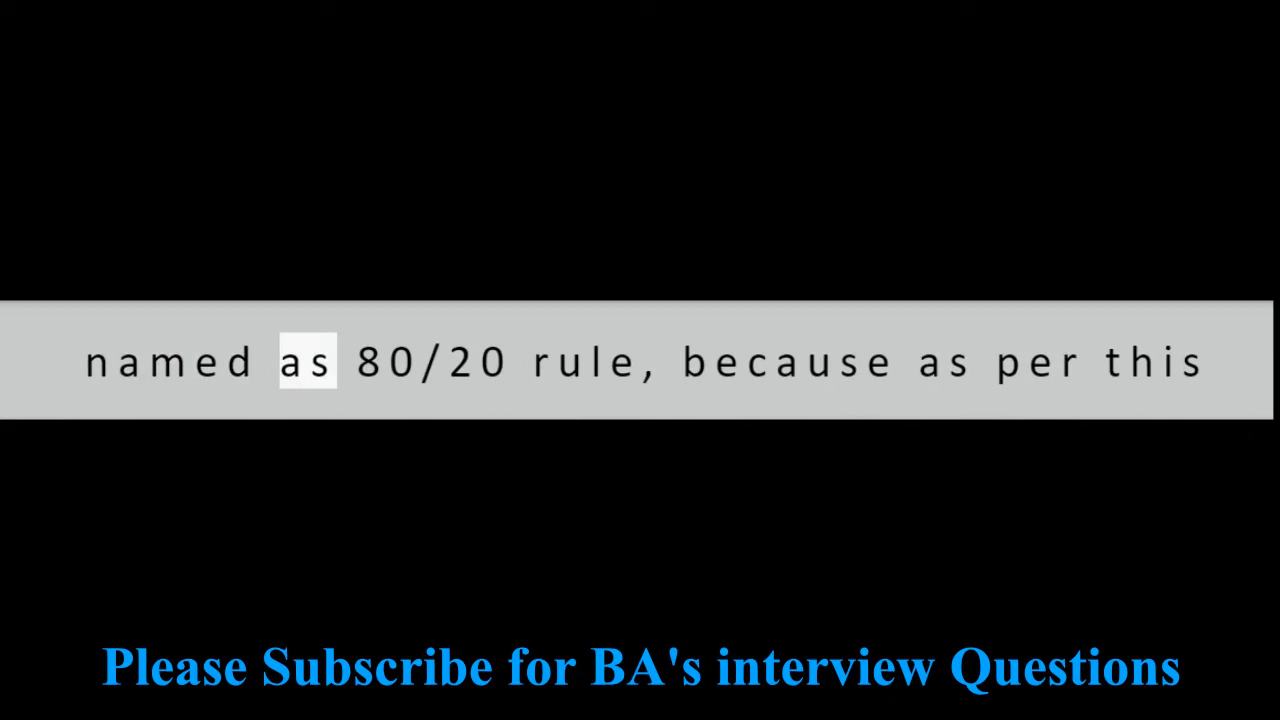 named as 80/20 rule, because as per this
Please Subscribe for BA's interview Questions